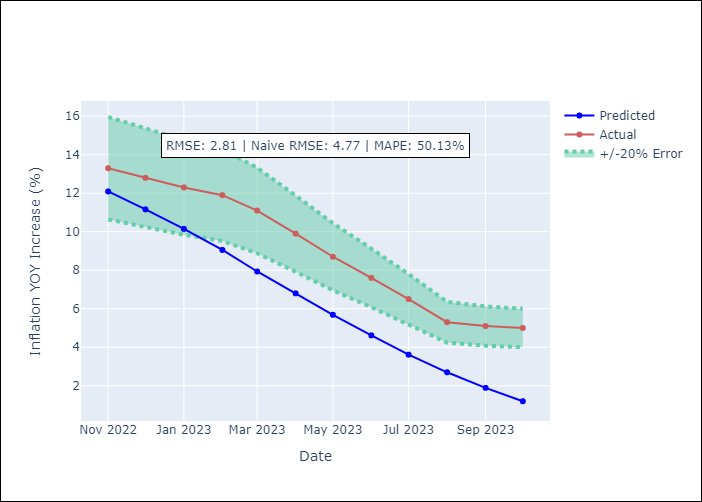 RMSE: 2.81 | Naive RMSE: 4.77 | MAPE: 50.13%
Predicted
Actual
+/-20% Error
Inflation YOY Increase (%)
16
14
12
10
8
6
4
2
Nov 2022 Jan 2023 Mar 2023 May 2023 Jul 2023 Sep 2023
Date